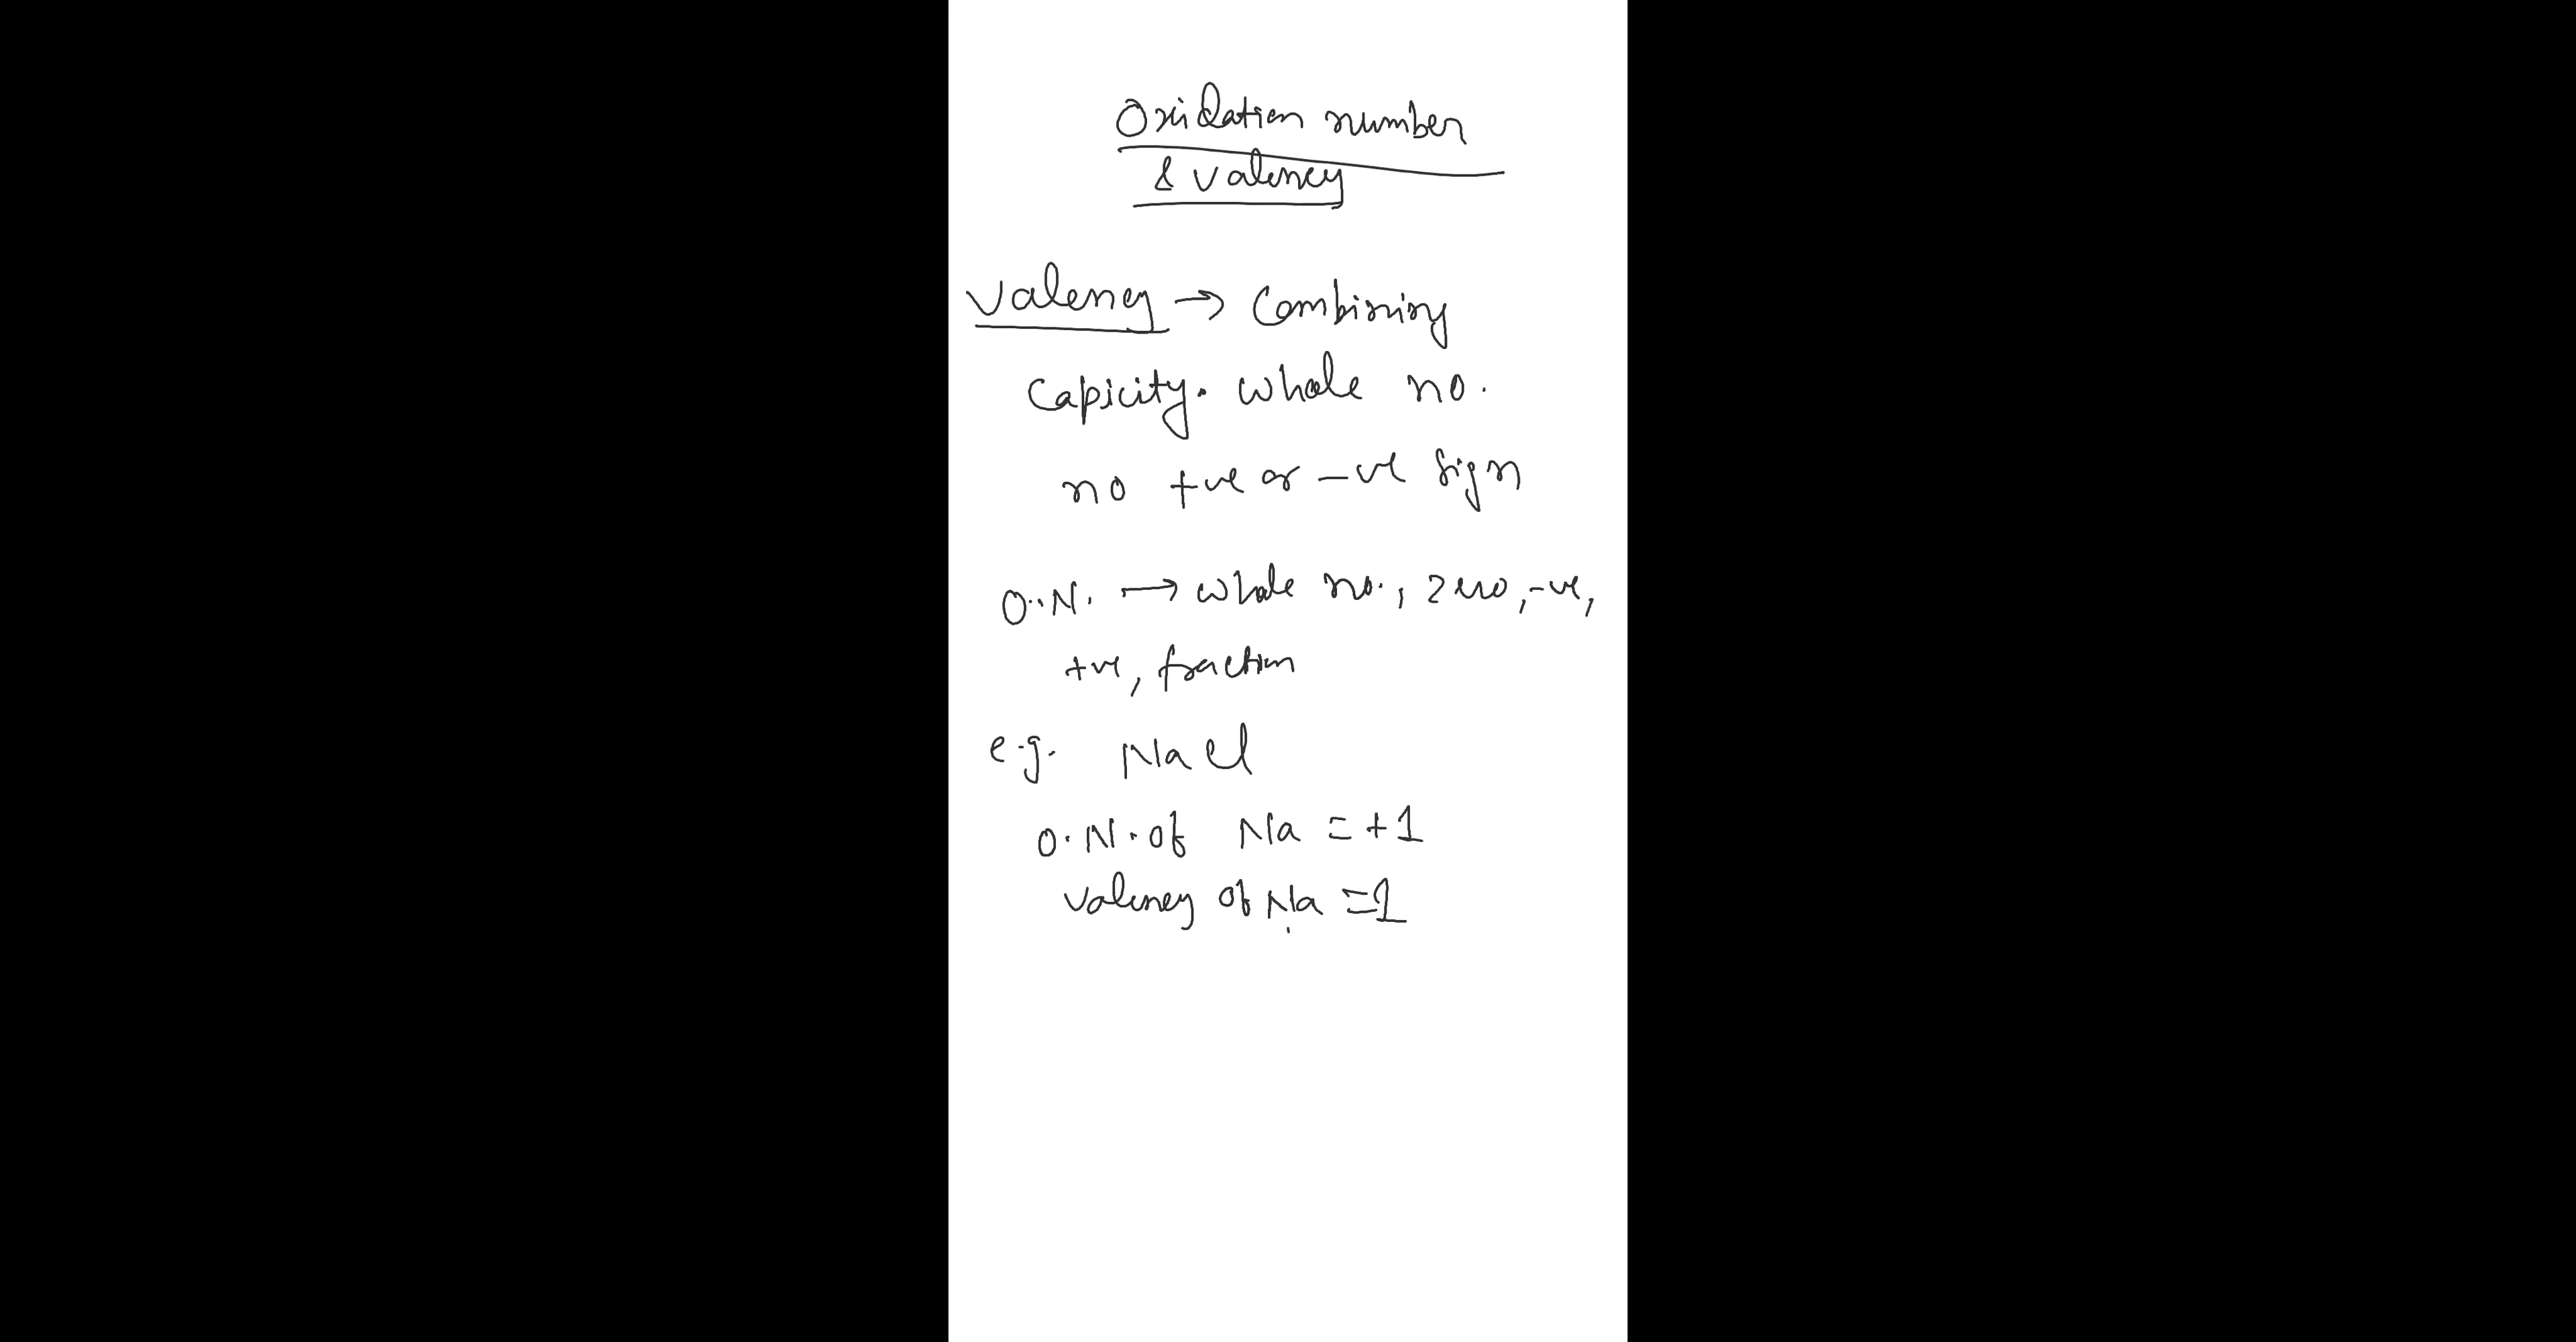 Oxidation number
& valency
valency → Combining
Capicity. whole no.
no +ve or -ve sign
O.N. → whole no., zero, -ve,
+ve, fraction
e.g. NaCl
O.N. of Na = +1
valency of Na = 1